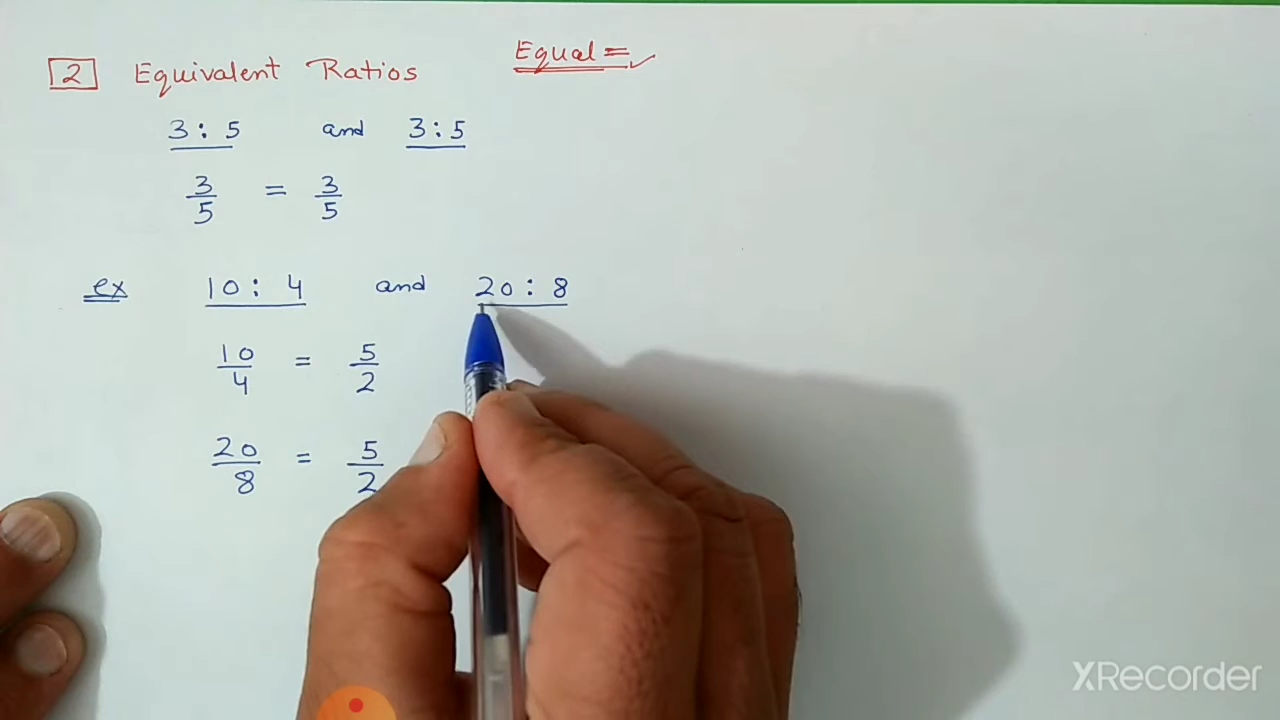 2 Equivalent Ratios Equal =
3 : 5 and 3 : 5
3/5 = 3/5
ex 10 : 4 and 20 : 8
10/4 = 5/2
20/8 = 5/2
XRecorder